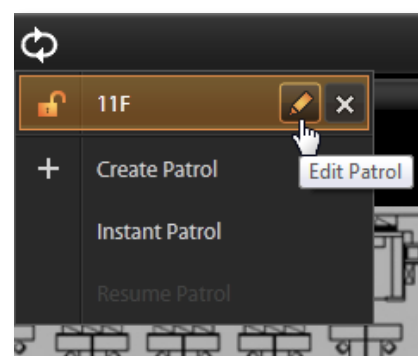 11F
Create Patrol
Edit Patrol
Instant Patrol
Resume Patrol